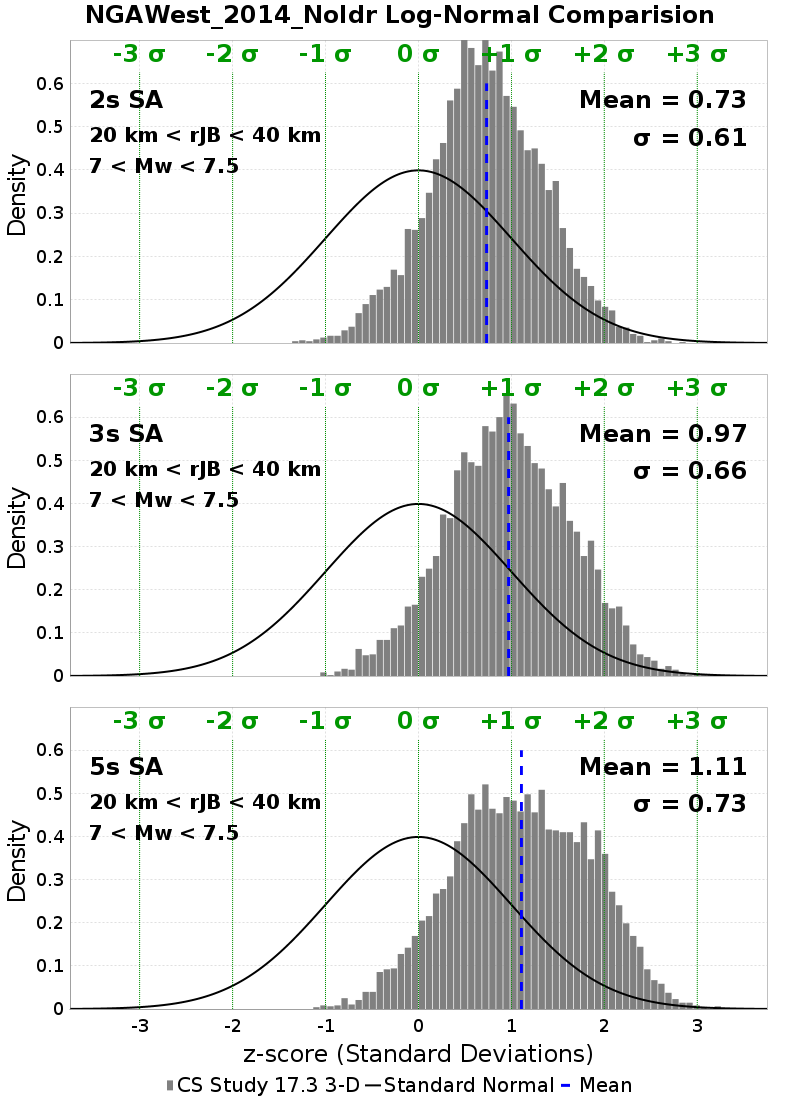 NGAWest_2014_NoIdr Log-Normal Comparision
-3 σ -2 σ -1 σ 0 σ +1 σ +2 σ +3 σ
2s SA Mean = 0.73
20 km < rJB < 40 km σ = 0.61
7 < Mw < 7.5
Density
0.6
0.5
0.4
0.3
0.2
0.1
0
-3 σ -2 σ -1 σ 0 σ +1 σ +2 σ +3 σ
3s SA Mean = 0.97
20 km < rJB < 40 km σ = 0.66
7 < Mw < 7.5
Density
0.6
0.5
0.4
0.3
0.2
0.1
0
-3 σ -2 σ -1 σ 0 σ +1 σ +2 σ +3 σ
5s SA Mean = 1.11
20 km < rJB < 40 km σ = 0.73
7 < Mw < 7.5
Density
0.6
0.5
0.4
0.3
0.2
0.1
0
-3 -2 -1 0 1 2 3
z-score (Standard Deviations)
CS Study 17.3 3-D Standard Normal Mean